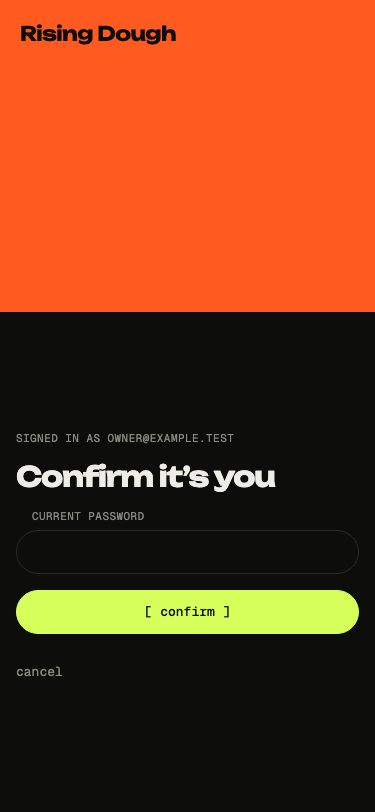 Rising Dough
SIGNED IN AS OWNER@EXAMPLE.TEST
Confirm it’s you
CURRENT PASSWORD
[ confirm ]
cancel